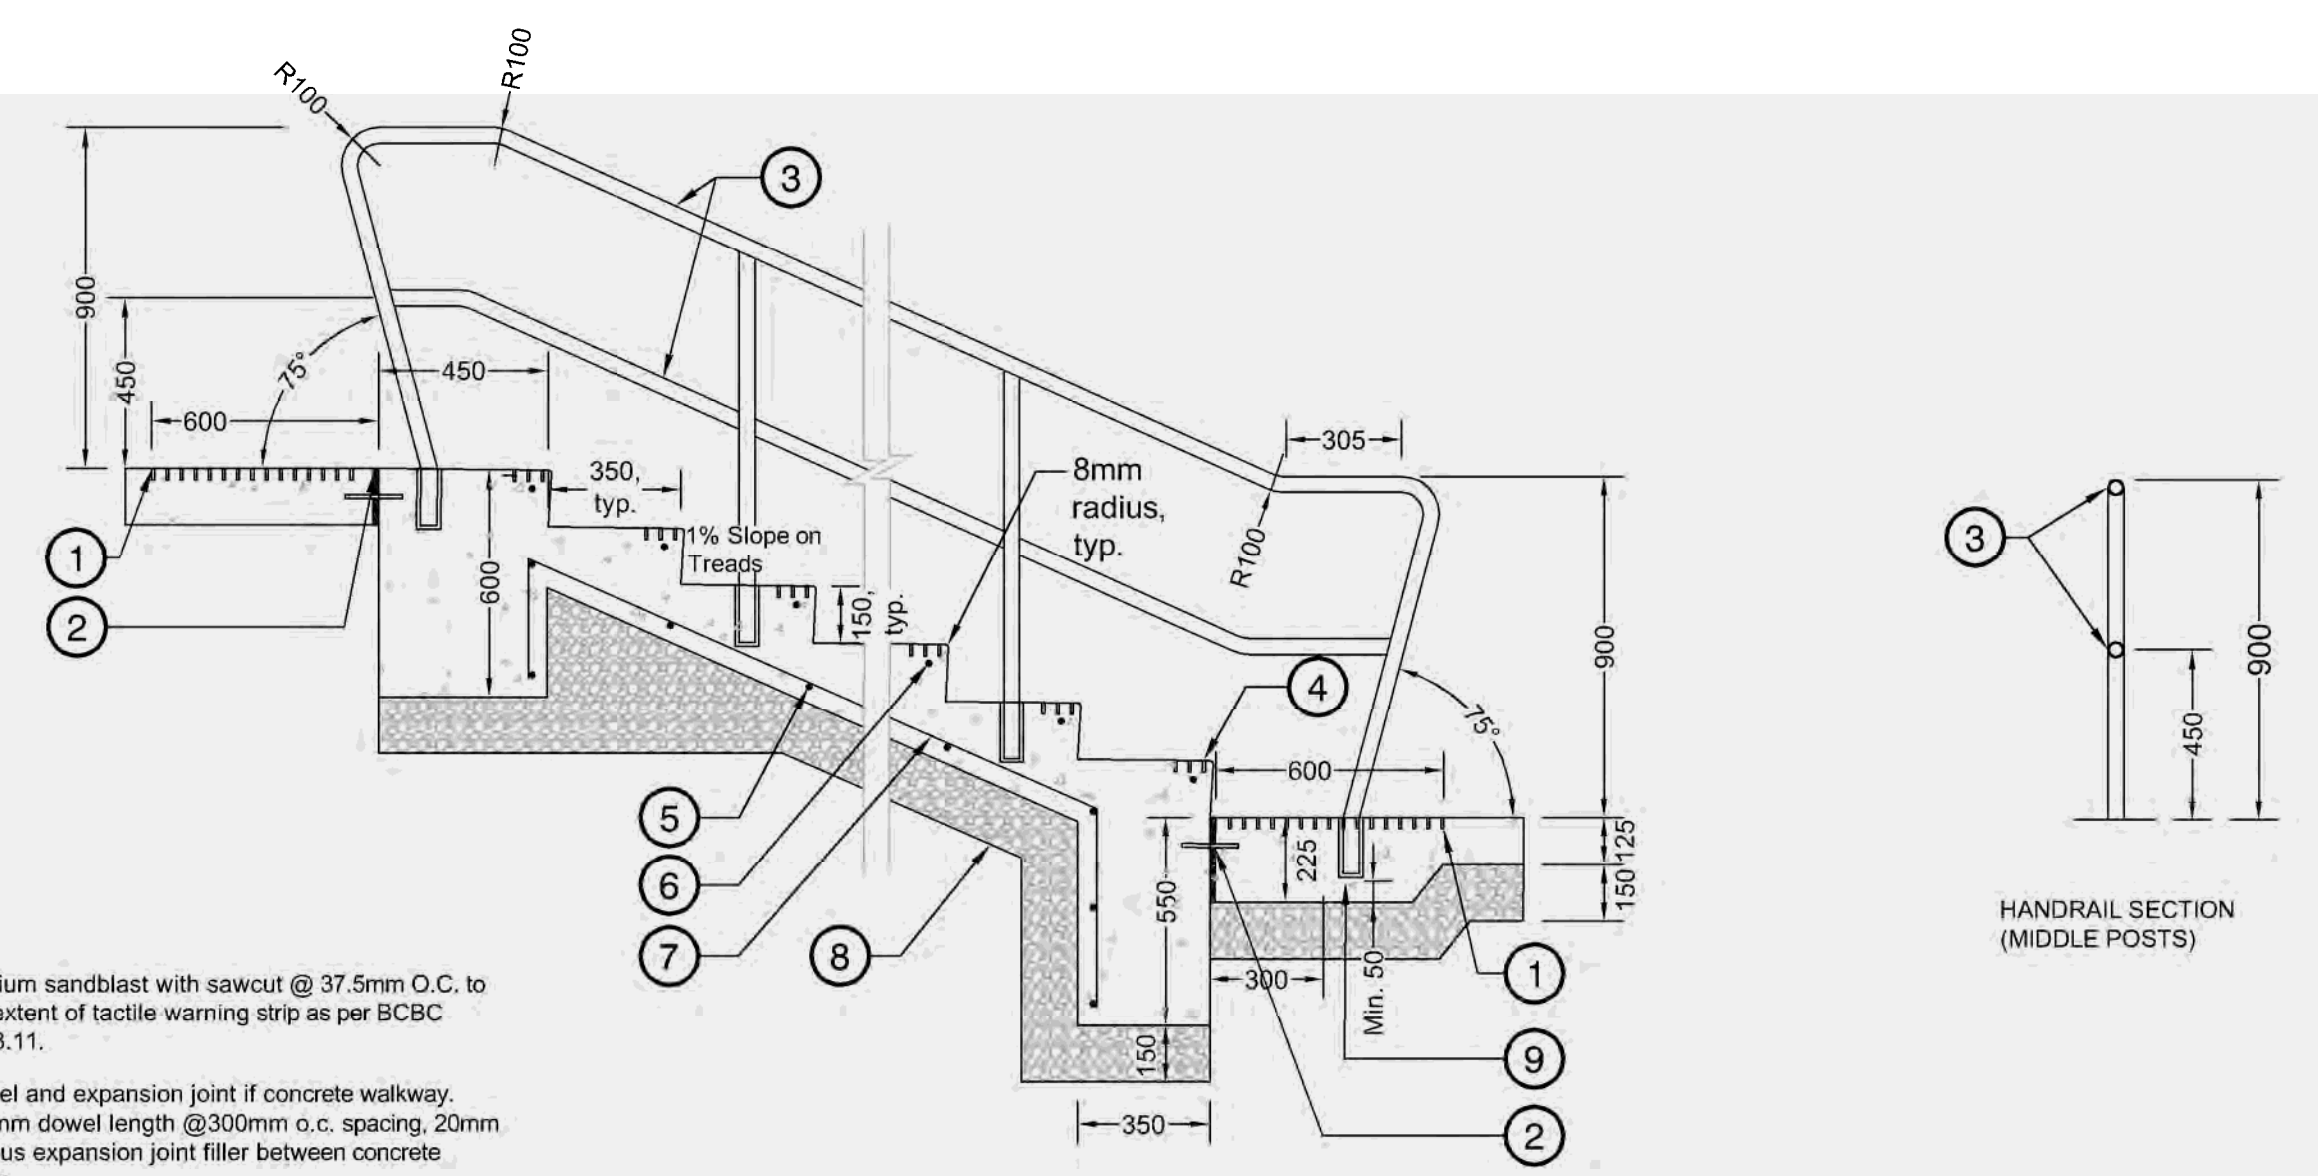 R100
R100
3
900
450
75°
450
600
305
350,
typ.
8mm
radius,
typ.
1% Slope on
Treads
600
150,
typ.
R100
1
2
4
900
75°
600
5
6
7
8
550
225
125
150
300
Min. 50
150
350
1
9
2
3
900
450
HANDRAIL SECTION
(MIDDLE POSTS)
ium sandblast with sawcut @ 37.5mm O.C. to
extent of tactile warning strip as per BCBC
3.11.
el and expansion joint if concrete walkway.
nm dowel length @300mm o.c. spacing, 20mm
us expansion joint filler between concrete